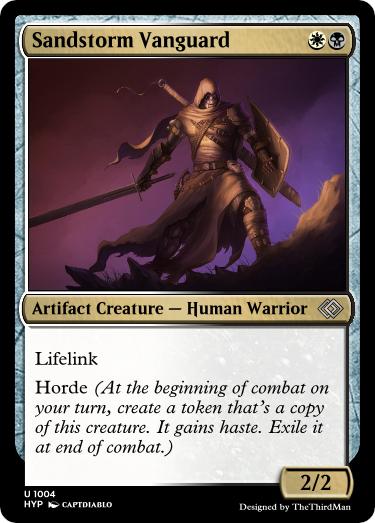 Sandstorm Vanguard
Artifact Creature — Human Warrior
Lifelink
Horde (At the beginning of combat on
your turn, create a token that's a copy
of this creature. It gains haste. Exile it
at end of combat.)
2/2
U 1004
HYP CAPTDIABLO
Designed by TheThirdMan